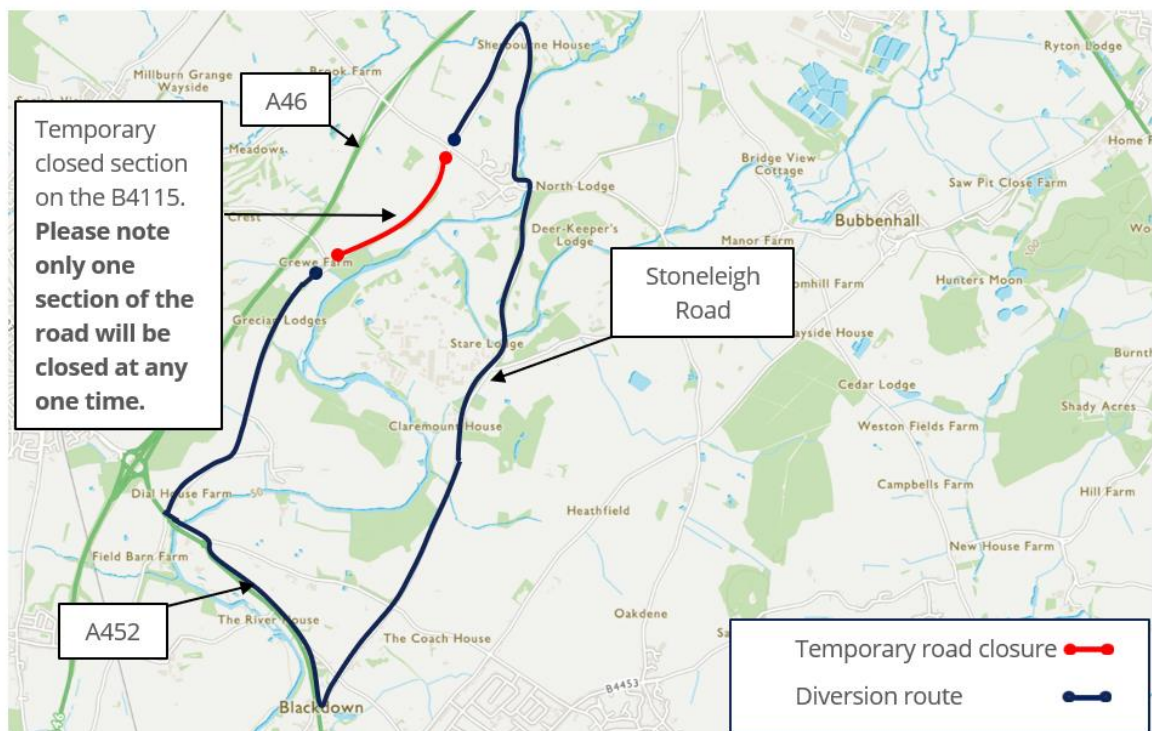 Sherbourne House
Ryton Lodge
Millburn Grange
Wayside
Brook Farm
A46
Temporary
closed section
on the B4115.
Please note
only one
section of the
road will be
closed at any
one time.
Meadows
Crest
Home
Bridge View
Cottage
North Lodge
Saw Pit Close Farm
Bubbenhall
Deer-Keeper's
Lodge
Manor Farm
100
Crewe Farm
Hunters Moon
Stoneleigh
Road
Grecian Lodges
Stare Lodge
Cedar Lodge
Shady Acres
Claremount House
Weston Fields Farm
Dial House Farm
50
Campbells Farm
Hill Farm
Heathfield
Field Barn Farm
New House Farm
A452
The River House
Oakdene
The Coach House
Temporary road closure
B4453
Diversion route
Blackdown